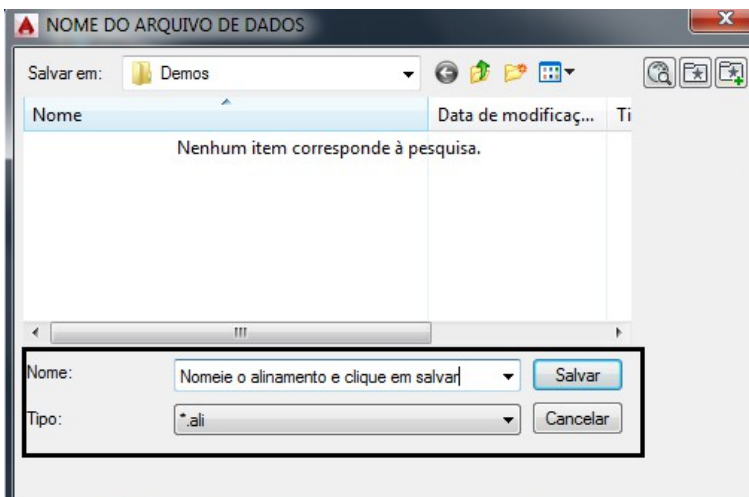 NOME DO ARQUIVO DE DADOS
Salvar em: Demos
Nome Data de modificaç... Ti
Nenhum item corresponde à pesquisa.
Nome: Nomeie o alinamento e clique em salvar Salvar
Tipo: *.ali Cancelar